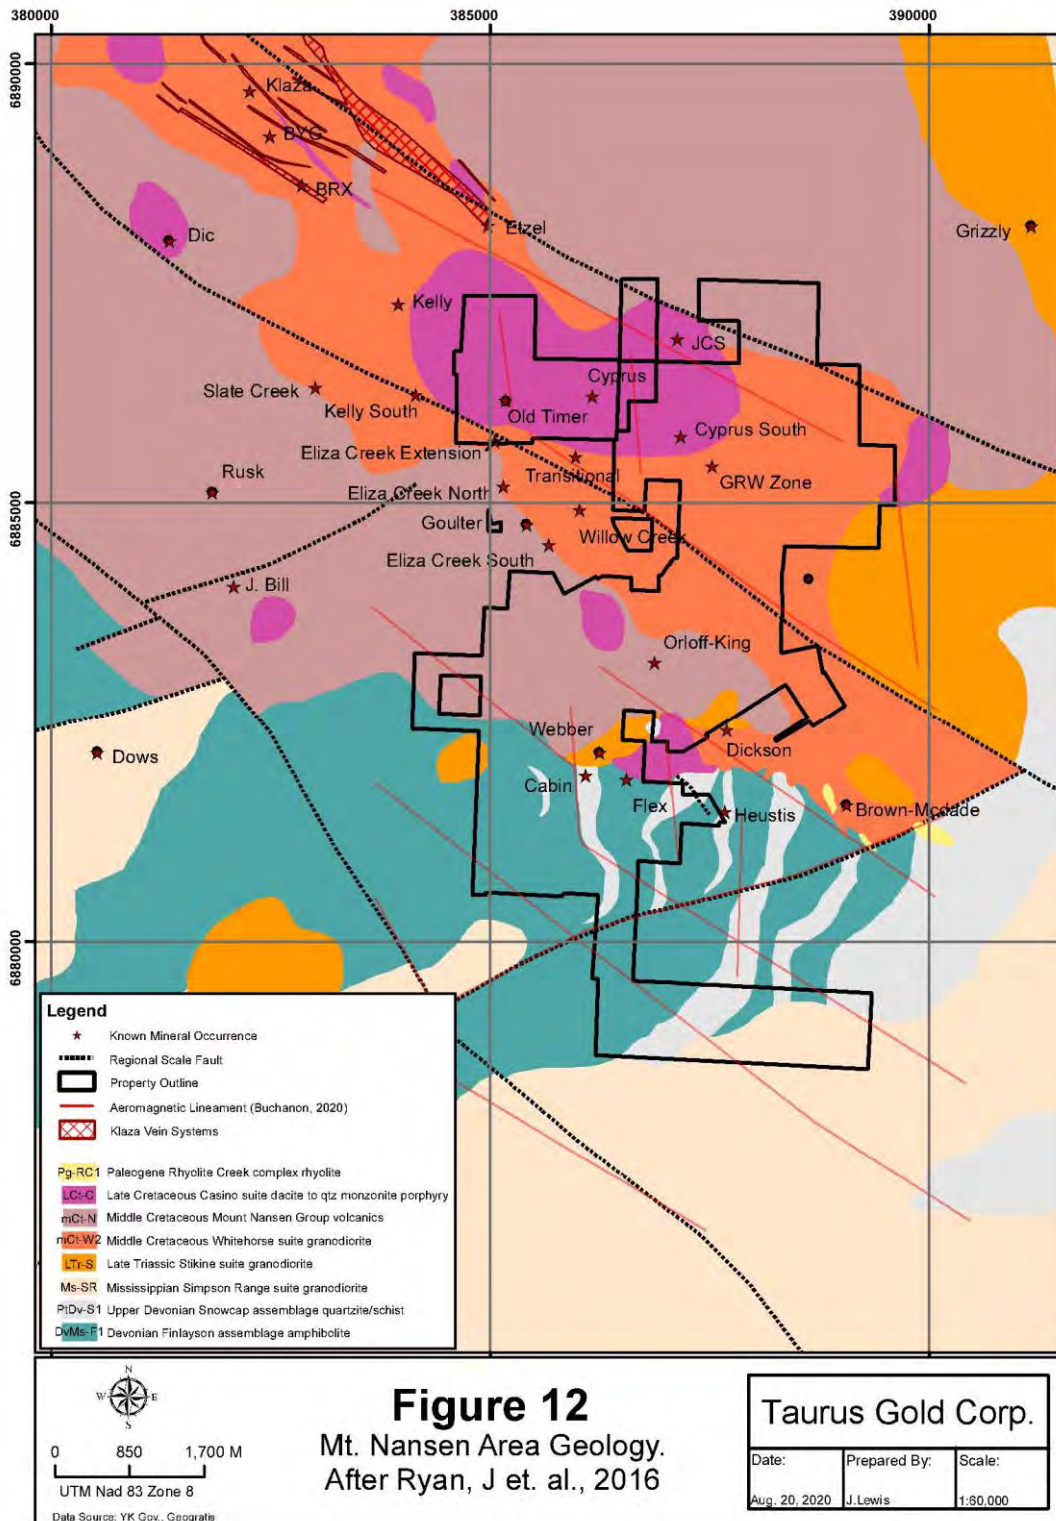 380000
385000
390000
6890000
6885000
6880000
Klaza
BYG
BRX
Etzel
Dic
Grizzly
Kelly
JCS
Slate Creek
Kelly South
Cyprus
Old Timer
Cyprus South
Eliza Creek Extension
Transitional
GRW Zone
Rusk
Eliza Creek North
Goulter
Willow Creek
Eliza Creek South
J. Bill
Orloff-King
Webber
Dickson
Dows
Cabin
Flex
Heustis
Brown-Mcdade
Legend
Known Mineral Occurrence
Regional Scale Fault
Property Outline
Aeromagnetic Lineament (Buchanon, 2020)
Klaza Vein Systems
Pg-RC1 Paleogene Rhyolite Creek complex rhyolite
LCt-C Late Cretaceous Casino suite dacite to qtz monzonite porphyry
mCt-N Middle Cretaceous Mount Nansen Group volcanics
mCt-W2 Middle Cretaceous Whitehorse suite granodiorite
LTr-S Late Triassic Stikine suite granodiorite
Ms-SR Mississippian Simpson Range suite granodiorite
PtDv-S1 Upper Devonian Snowcap assemblage quartzite/schist
DvMs-F1 Devonian Finlayson assemblage amphibolite
N
W E
S
0 850 1,700 M
UTM Nad 83 Zone 8
Data Source: YK Gov., Geogratis
Figure 12
Mt. Nansen Area Geology.
After Ryan, J et. al., 2016
Taurus Gold Corp.
Date: Prepared By: Scale:
Aug. 20, 2020 J.Lewis 1:60,000